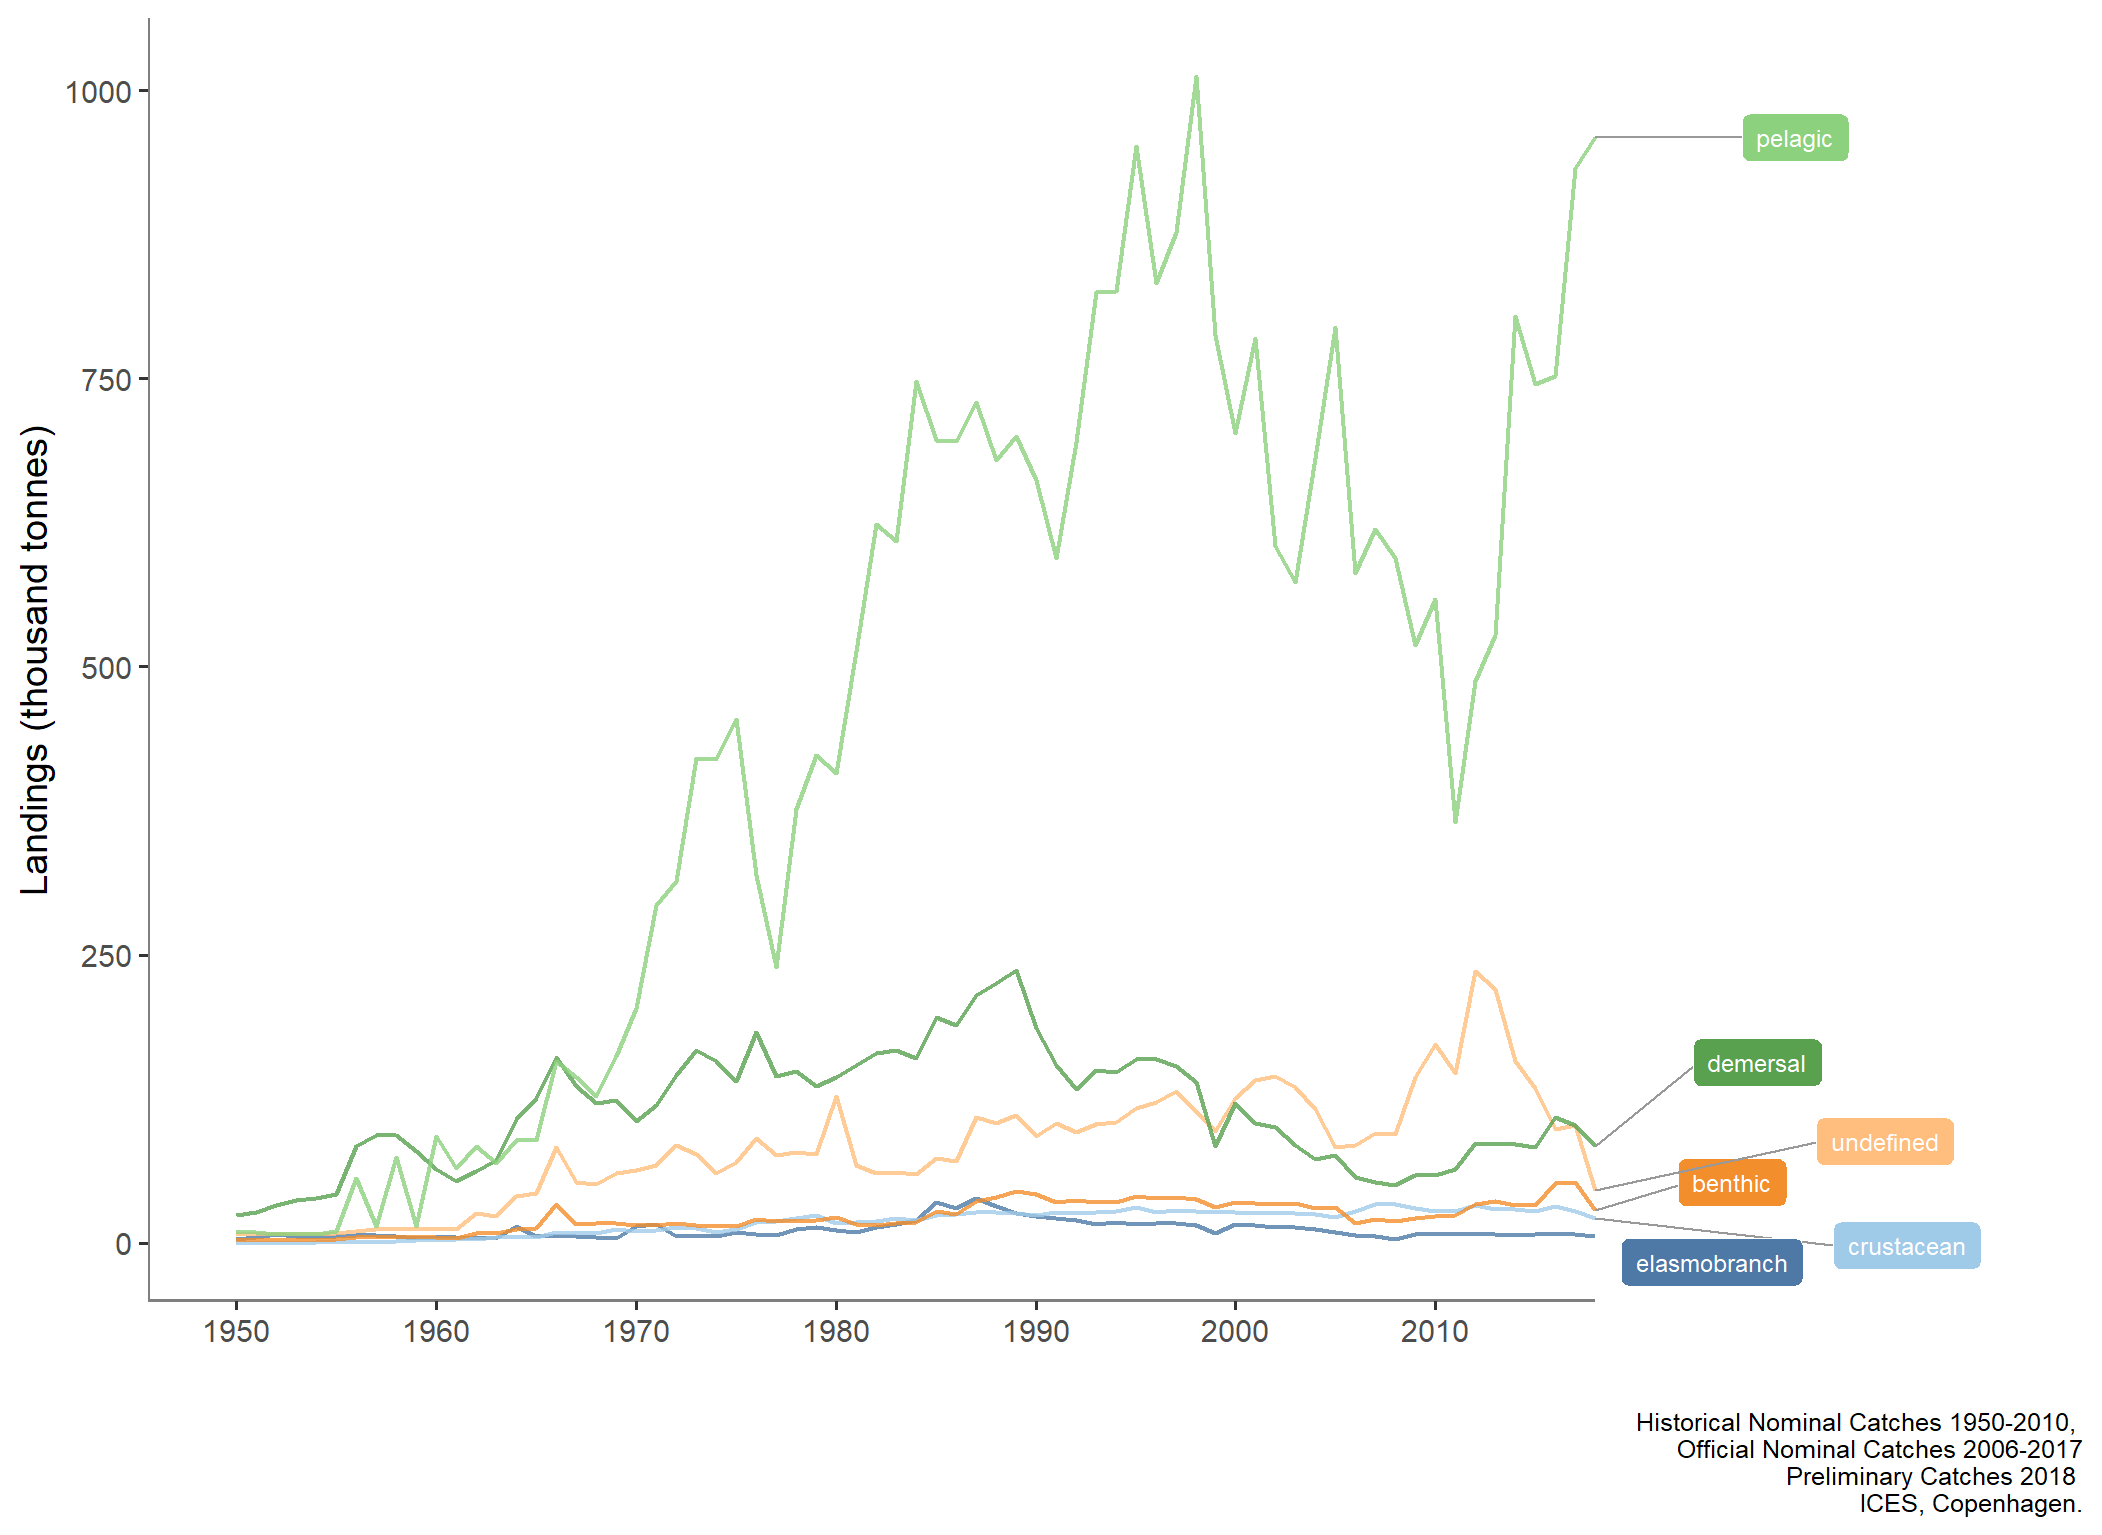 Landings (thousand tonnes)
1000
750
500
250
0
1950 1960 1970 1980 1990 2000 2010
pelagic
demersal
undefined
benthic
crustacean
elasmobranch
Historical Nominal Catches 1950-2010,
Official Nominal Catches 2006-2017
Preliminary Catches 2018
ICES, Copenhagen.